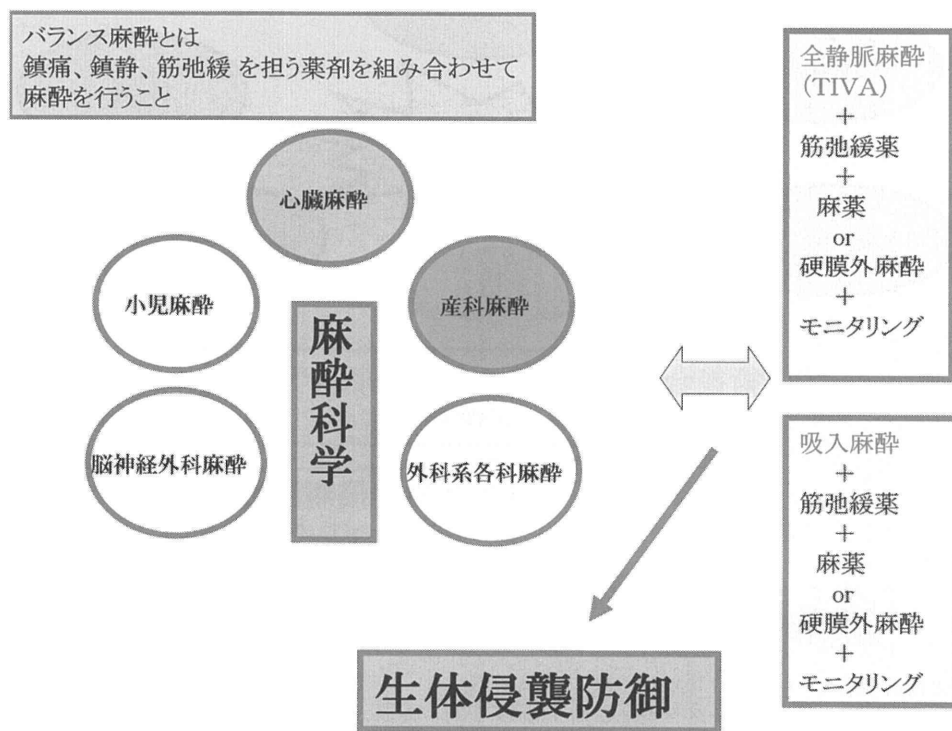 バランス麻酔とは
鎮痛、鎮静、筋弛緩 を担う薬剤を組み合わせて
麻酔を行うこと
心臓麻酔
小児麻酔
産科麻酔
麻酔科学
脳神経外科麻酔
外科系各科麻酔
生体侵襲防御
全静脈麻酔
(TIVA)
+
筋弛緩薬
+
麻薬
or
硬膜外麻酔
+
モニタリング
吸入麻酔
+
筋弛緩薬
+
麻薬
or
硬膜外麻酔
+
モニタリング